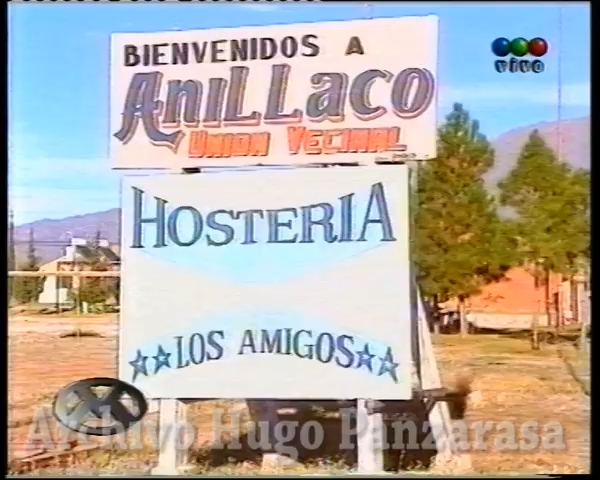 BIENVENIDOS A
ANILLACO
UNION VECINAL
vivo
HOSTERIA
LOS AMIGOS
Archivo Hugo Panzarasa